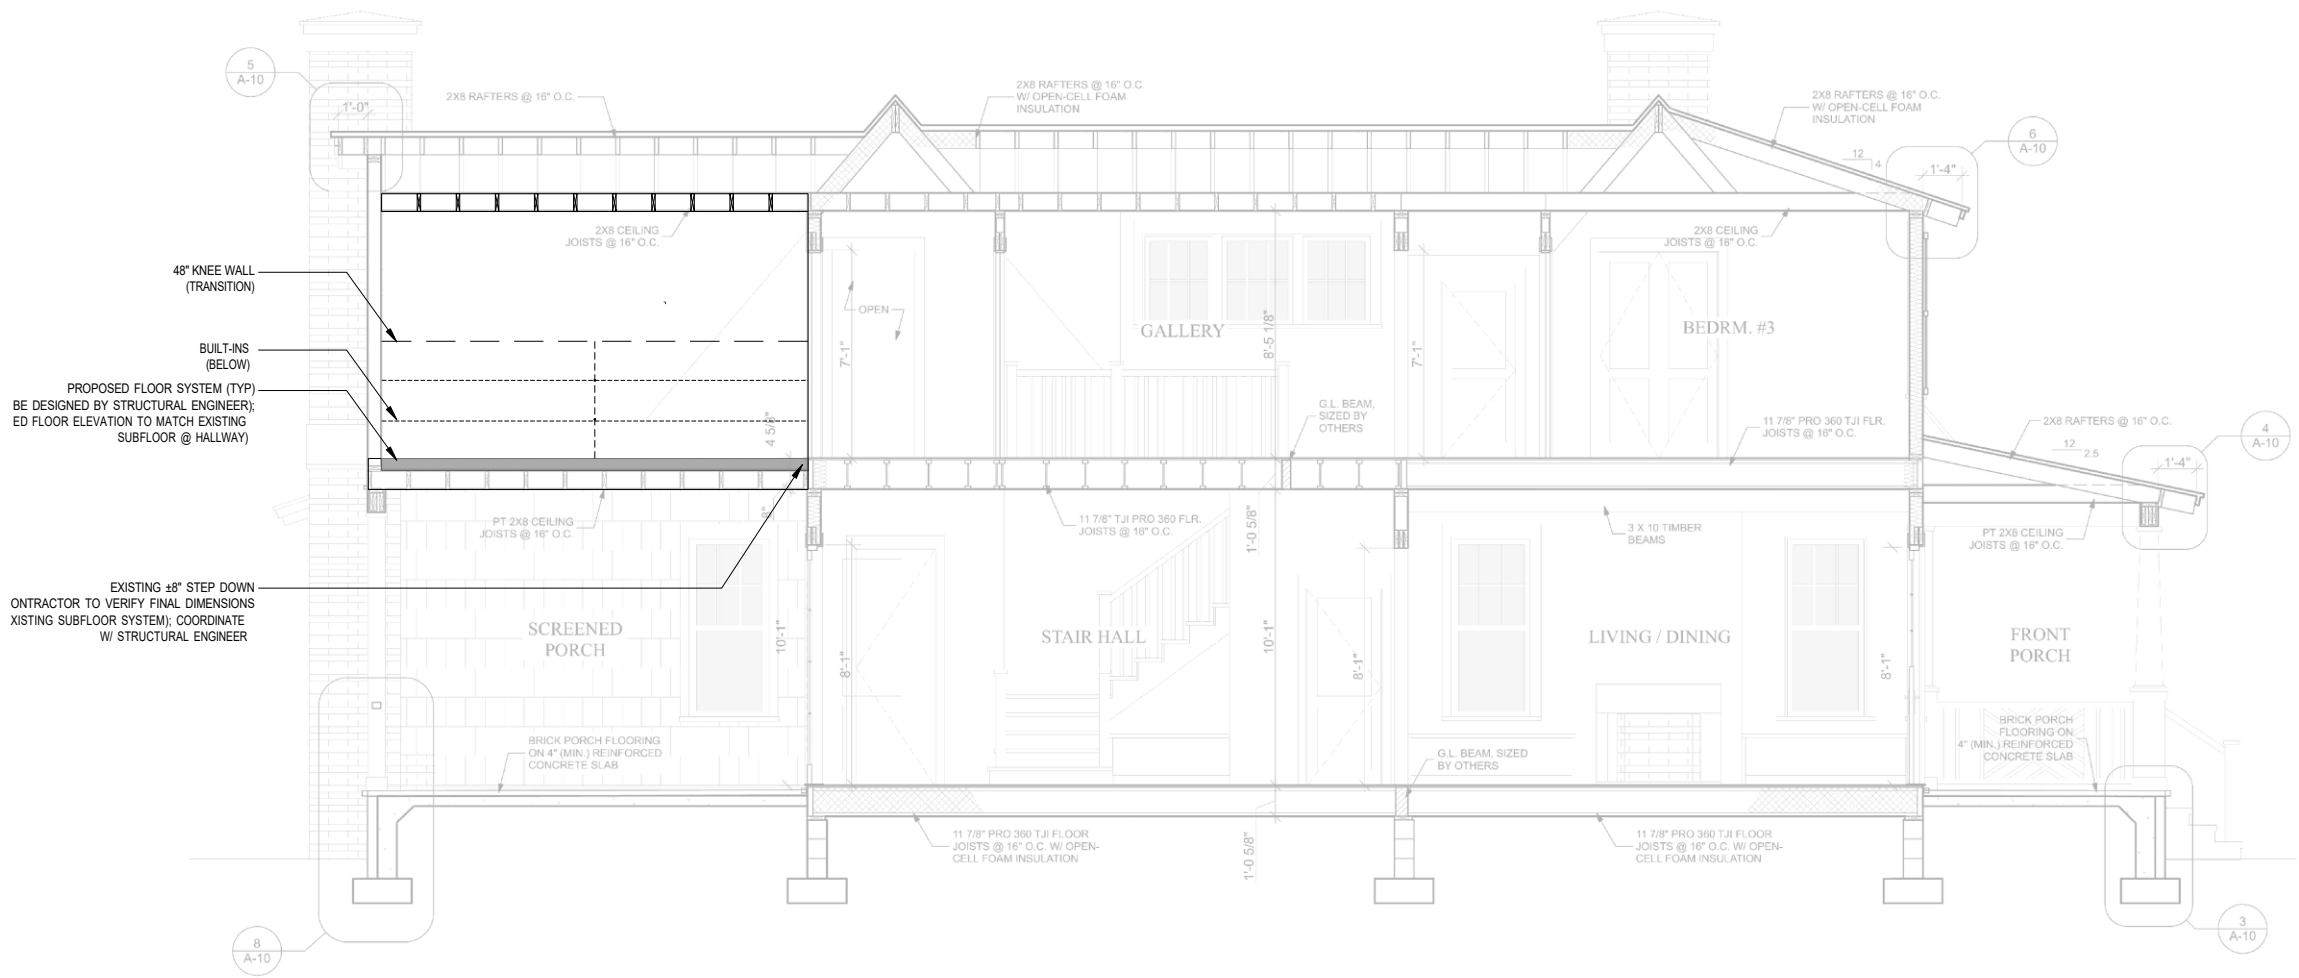 5
A-10
1'-0"
2X8 RAFTERS @ 16" O.C.
2X8 RAFTERS @ 16" O.C.
W/ OPEN-CELL FOAM
INSULATION
2X8 RAFTERS @ 16" O.C.
W/ OPEN-CELL FOAM
INSULATION
12
4
6
A-10
1'-4"
2X8 CEILING
JOISTS @ 16" O.C.
2X8 CEILING
JOISTS @ 16" O.C.
48" KNEE WALL
(TRANSITION)
BUILT-INS
(BELOW)
PROPOSED FLOOR SYSTEM (TYP)
BE DESIGNED BY STRUCTURAL ENGINEER);
ED FLOOR ELEVATION TO MATCH EXISTING
SUBFLOOR @ HALLWAY)
OPEN
7'-1"
GALLERY
8'-5 1/8"
7'-1"
BEDRM. #3
4 5/8"
G.L. BEAM,
SIZED BY
OTHERS
11 7/8" PRO 360 TJI FLR.
JOISTS @ 16" O.C.
2X8 RAFTERS @ 16" O.C.
12
2.5
4
A-10
1'-4"
PT 2X8 CEILING
JOISTS @ 16" O.C.
8"
11 7/8" TJI PRO 360 FLR.
JOISTS @ 16" O.C.
1'-0 5/8"
3 X 10 TIMBER
BEAMS
PT 2X8 CEILING
JOISTS @ 16" O.C.
EXISTING ±8" STEP DOWN
ONTRACTOR TO VERIFY FINAL DIMENSIONS
XISTING SUBFLOOR SYSTEM); COORDINATE
W/ STRUCTURAL ENGINEER
SCREENED
PORCH
10'-1"
8'-1"
STAIR HALL
10'-1"
8'-1"
LIVING / DINING
8'-1"
FRONT
PORCH
BRICK PORCH FLOORING
ON 4" (MIN.) REINFORCED
CONCRETE SLAB
G.L. BEAM, SIZED
BY OTHERS
BRICK PORCH
FLOORING ON
4" (MIN.) REINFORCED
CONCRETE SLAB
11 7/8" PRO 360 TJI FLOOR
JOISTS @ 16" O.C. W/ OPEN-
CELL FOAM INSULATION
1'-0 5/8"
11 7/8" PRO 360 TJI FLOOR
JOISTS @ 16" O.C. W/ OPEN-
CELL FOAM INSULATION
8
A-10
3
A-10